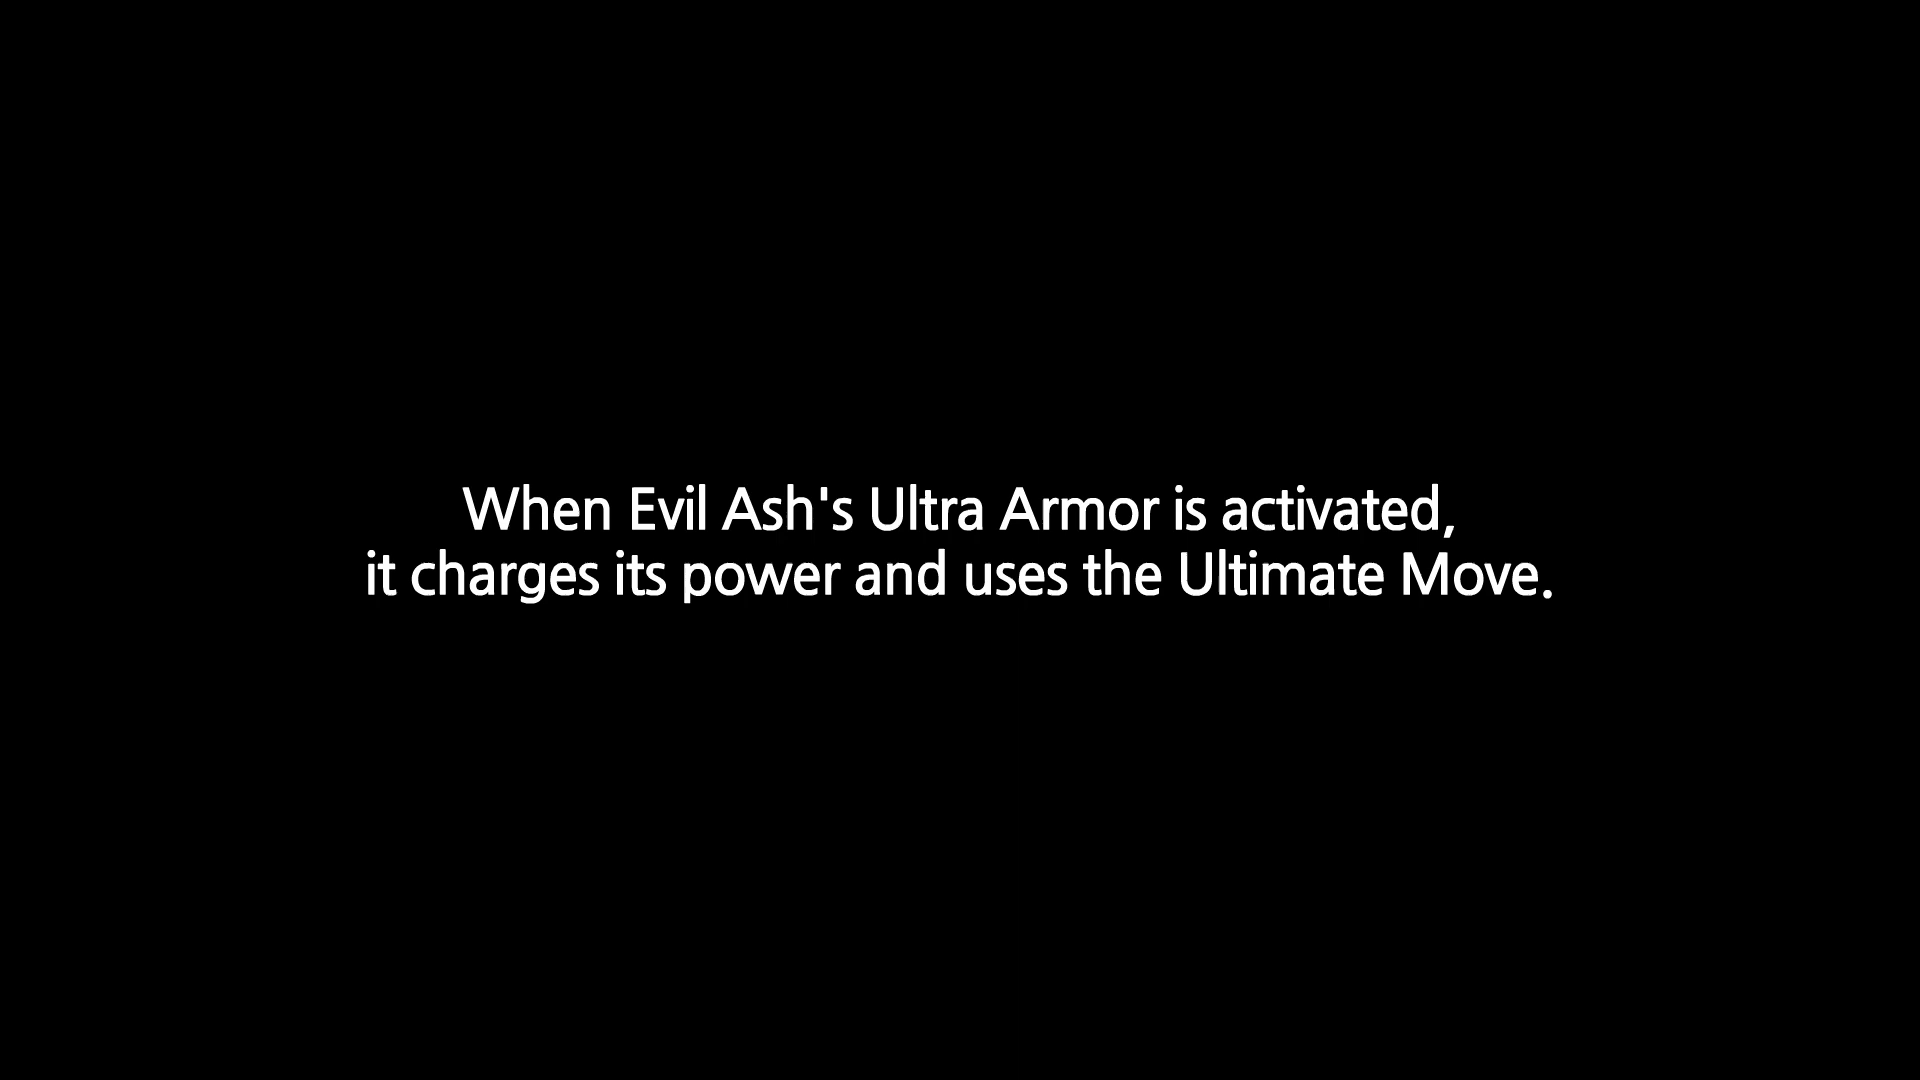 When Evil Ash's Ultra Armor is activated,
it charges its power and uses the Ultimate Move.